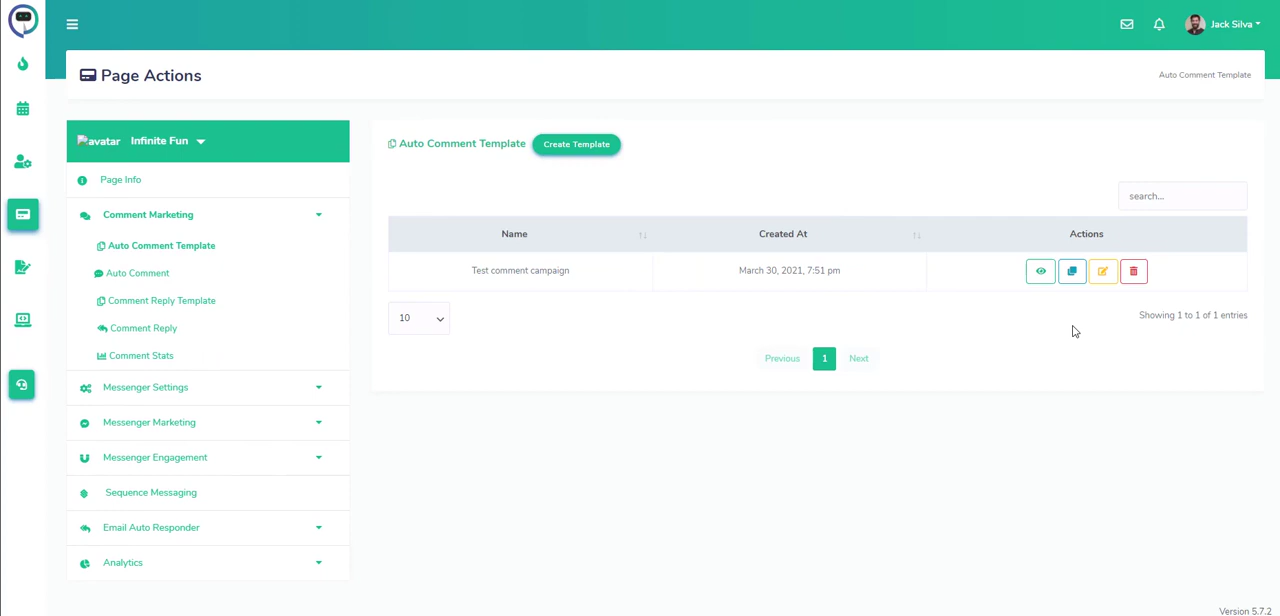 Jack Silva
Page Actions
Auto Comment Template
avatar Infinite Fun
Page Info
Comment Marketing
Auto Comment Template
Auto Comment
Comment Reply Template
Comment Reply
Comment Stats
Messenger Settings
Messenger Marketing
Messenger Engagement
Sequence Messaging
Email Auto Responder
Analytics
Auto Comment Template Create Template
search...
Name Created At Actions
Test comment campaign March 30, 2021, 7:51 pm
10
Showing 1 to 1 of 1 entries
Previous 1 Next
Version 5.7.2